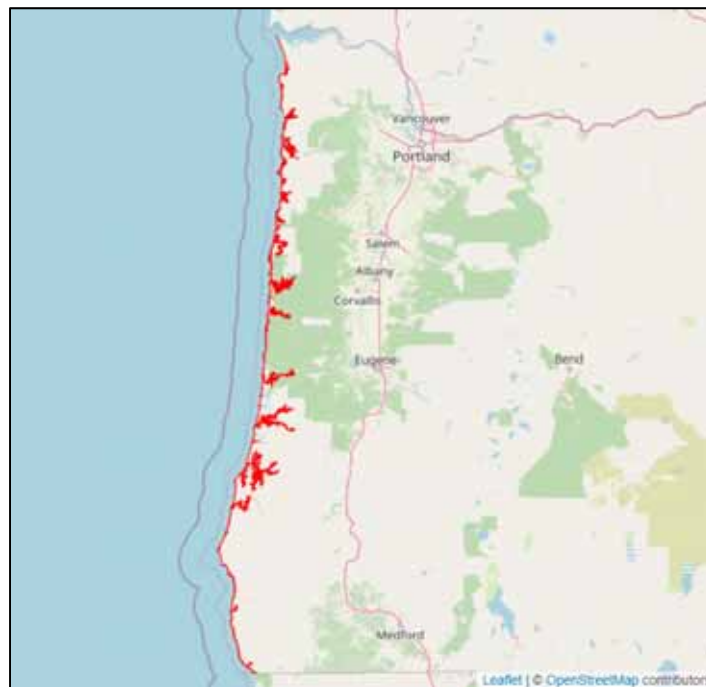 Vancouver
Portland
Salem
Albany
Corvallis
Eugene
Bend
Medford
Leaflet | © OpenStreetMap contributors